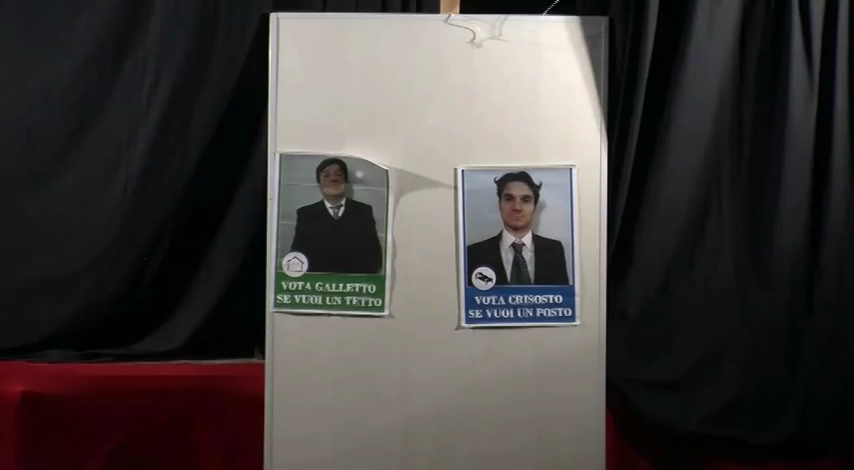 VOTA GALLETTO
SE VUOI UN TETTO
VOTA CRISOSTO
SE VUOI UN POSTO